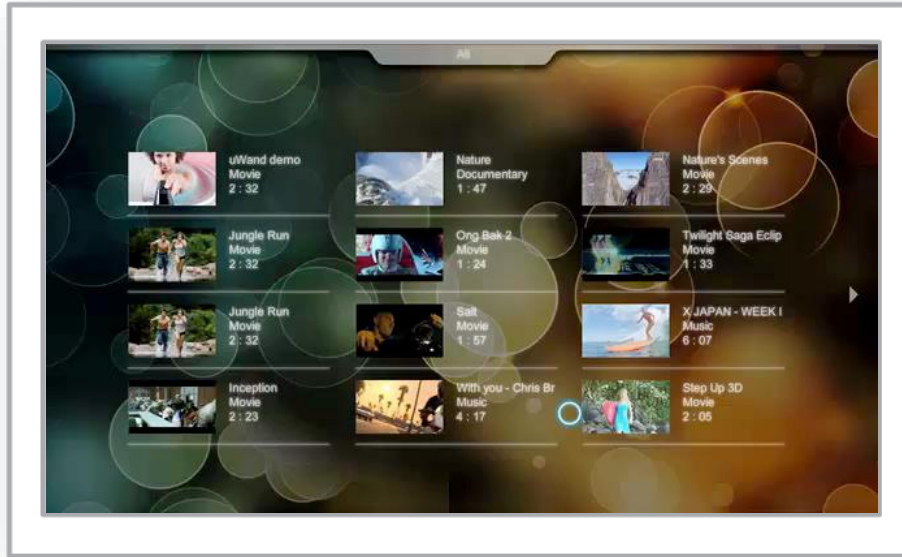 All
uWand demo
Movie
2 : 32
Nature
Documentary
1 : 47
Nature's Scenes
Movie
2 : 29
Jungle Run
Movie
2 : 32
Ong Bak 2
Movie
1 : 24
Twilight Saga Eclip
Movie
1 : 33
Jungle Run
Movie
2 : 32
Salt
Movie
1 : 57
X JAPAN - WEEK I
Music
6 : 07
Inception
Movie
2 : 23
With you - Chris Br
Music
4 : 17
Step Up 3D
Movie
2 : 05